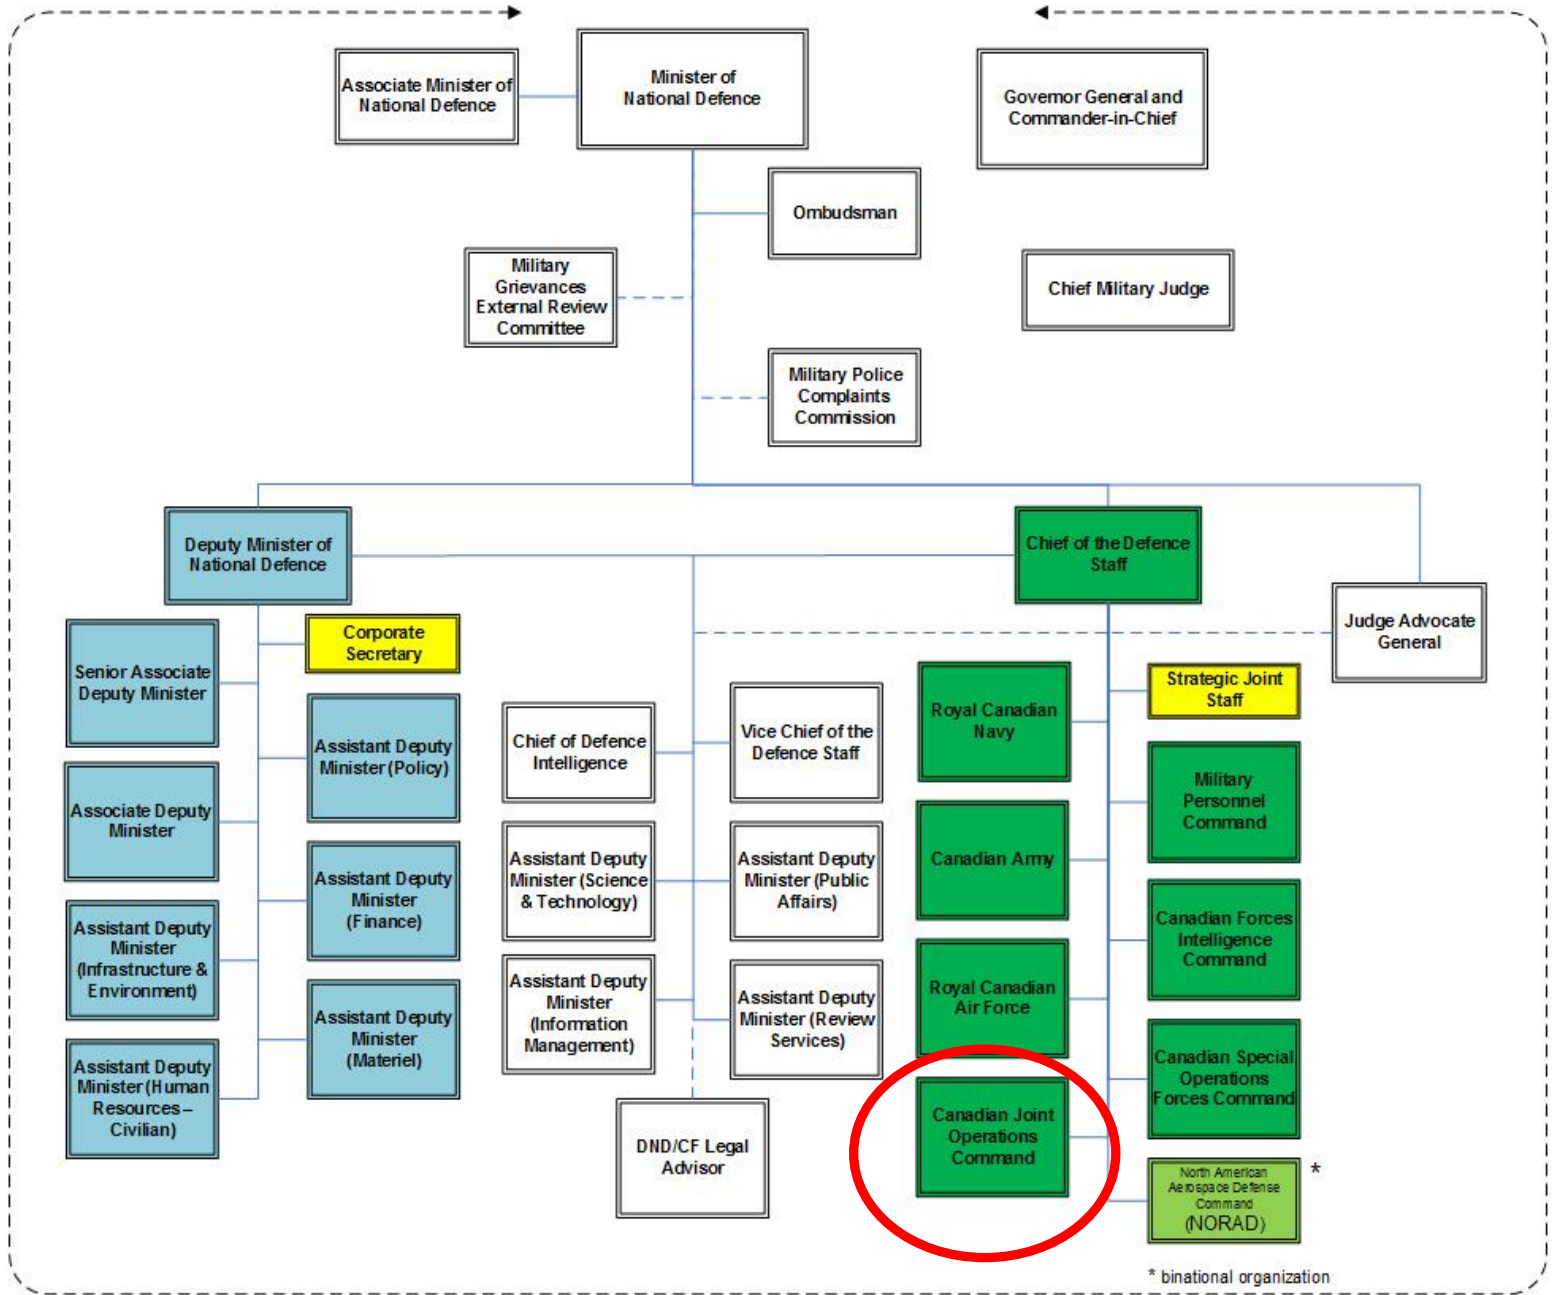 Associate Minister of
National Defence
Minister of
National Defence
Governor General and
Commander-in-Chief
Ombudsman
Military
Grievances
External Review
Committee
Chief Military Judge
Military Police
Complaints
Commission
Deputy Minister of
National Defence
Chief of the Defence
Staff
Judge Advocate
General
Corporate
Secretary
Senior Associate
Deputy Minister
Strategic Joint
Staff
Royal Canadian
Navy
Chief of Defence
Intelligence
Vice Chief of the
Defence Staff
Assistant Deputy
Minister (Policy)
Military
Personnel
Command
Associate Deputy
Minister
Assistant Deputy
Minister (Science
& Technology)
Assistant Deputy
Minister (Public
Affairs)
Canadian Army
Assistant Deputy
Minister
(Finance)
Canadian Forces
Intelligence
Command
Assistant Deputy
Minister
(Infrastructure &
Environment)
Assistant Deputy
Minister
(Information
Management)
Assistant Deputy
Minister (Review
Services)
Royal Canadian
Air Force
Assistant Deputy
Minister
(Materiel)
Canadian Special
Operations
Forces Command
Assistant Deputy
Minister (Human
Resources –
Civilian)
DND/CF Legal
Advisor
Canadian Joint
Operations
Command
North American
Aerospace Defense
Command
(NORAD)
*
* binational organization